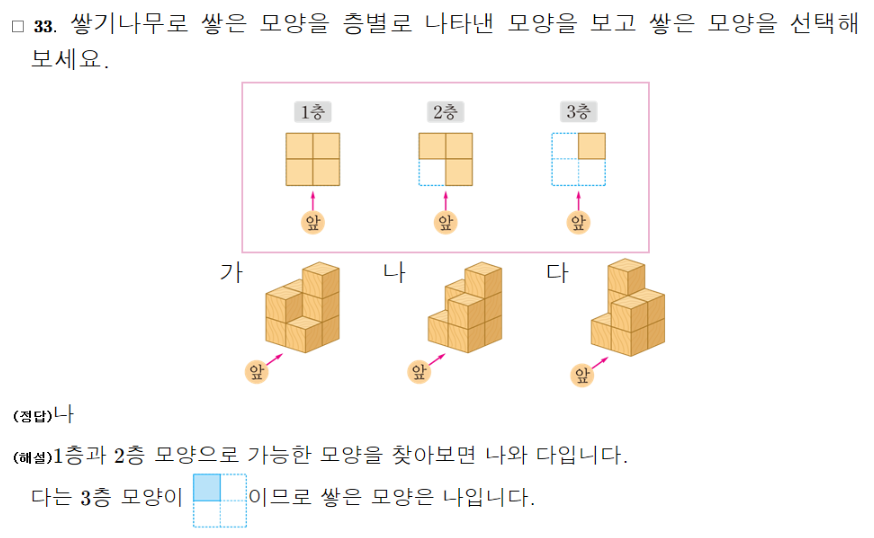 □ 33. 쌓기나무로 쌓은 모양을 층별로 나타낸 모양을 보고 쌓은 모양을 선택해
보세요.
1층 2층 3층
앞 앞 앞
가 나 다
앞 앞 앞
(정답)나
(해설)1층과 2층 모양으로 가능한 모양을 찾아보면 나와 다입니다.
다는 3층 모양이 이므로 쌓은 모양은 나입니다.